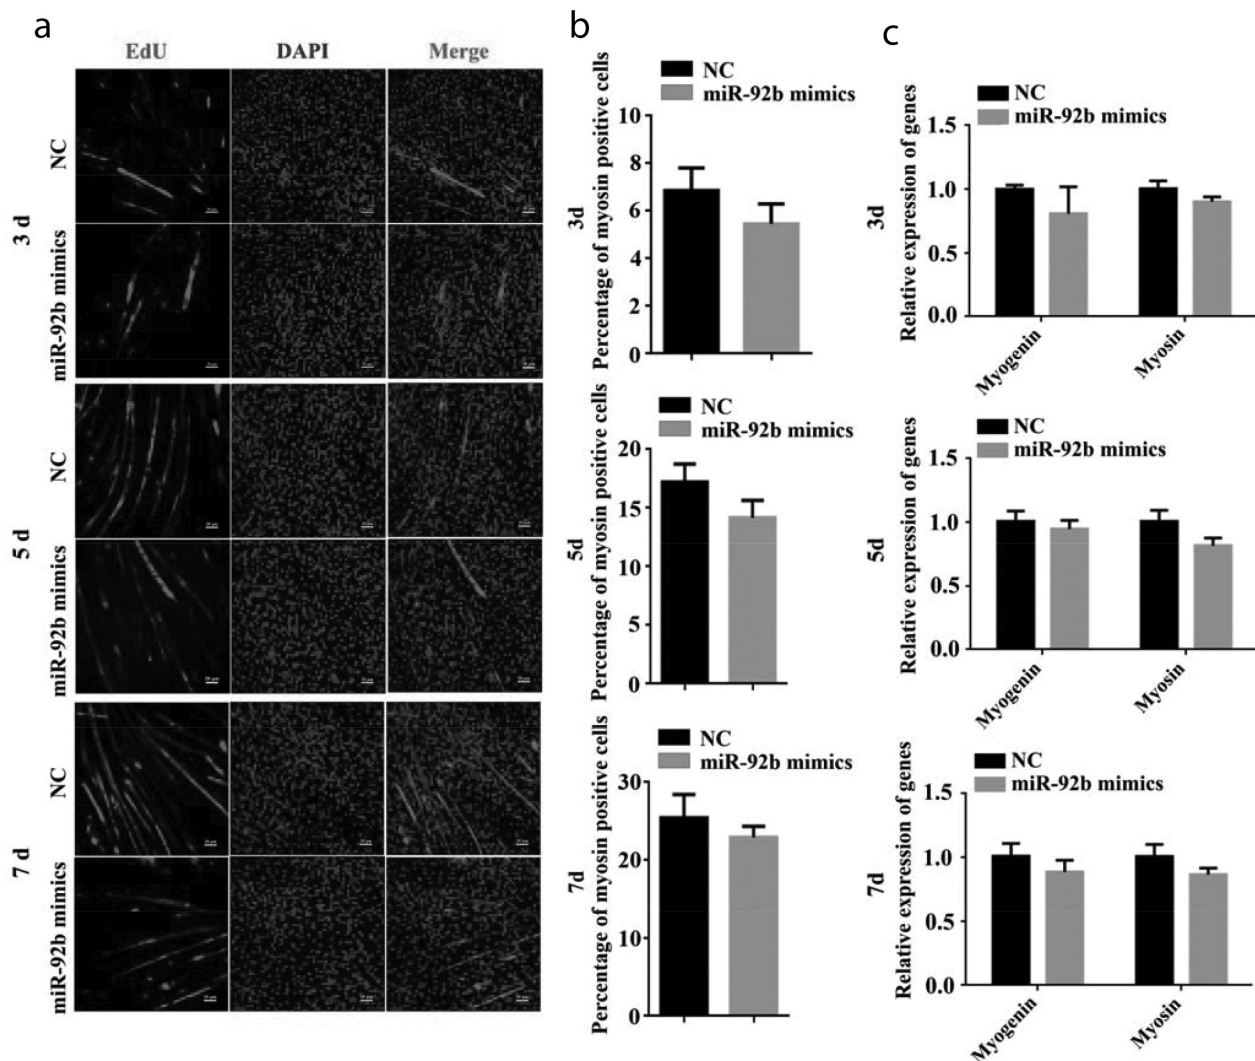 a
EdU
DAPI
Merge
3 d
NC
miR-92b mimics
5 d
NC
miR-92b mimics
7 d
NC
miR-92b mimics
b
NC
miR-92b mimics
3d
Percentage of myosin positive cells
10
8
6
4
2
0
NC
miR-92b mimics
5d
Percentage of myosin positive cells
20
15
10
5
0
NC
miR-92b mimics
7d
Percentage of myosin positive cells
30
20
10
0
c
NC
miR-92b mimics
3d
Relative expression of genes
1.5
1.0
0.5
0.0
Myogenin
Myosin
NC
miR-92b mimics
5d
Relative expression of genes
1.5
1.0
0.5
0.0
Myogenin
Myosin
NC
miR-92b mimics
7d
Relative expression of genes
1.5
1.0
0.5
0.0
Myogenin
Myosin